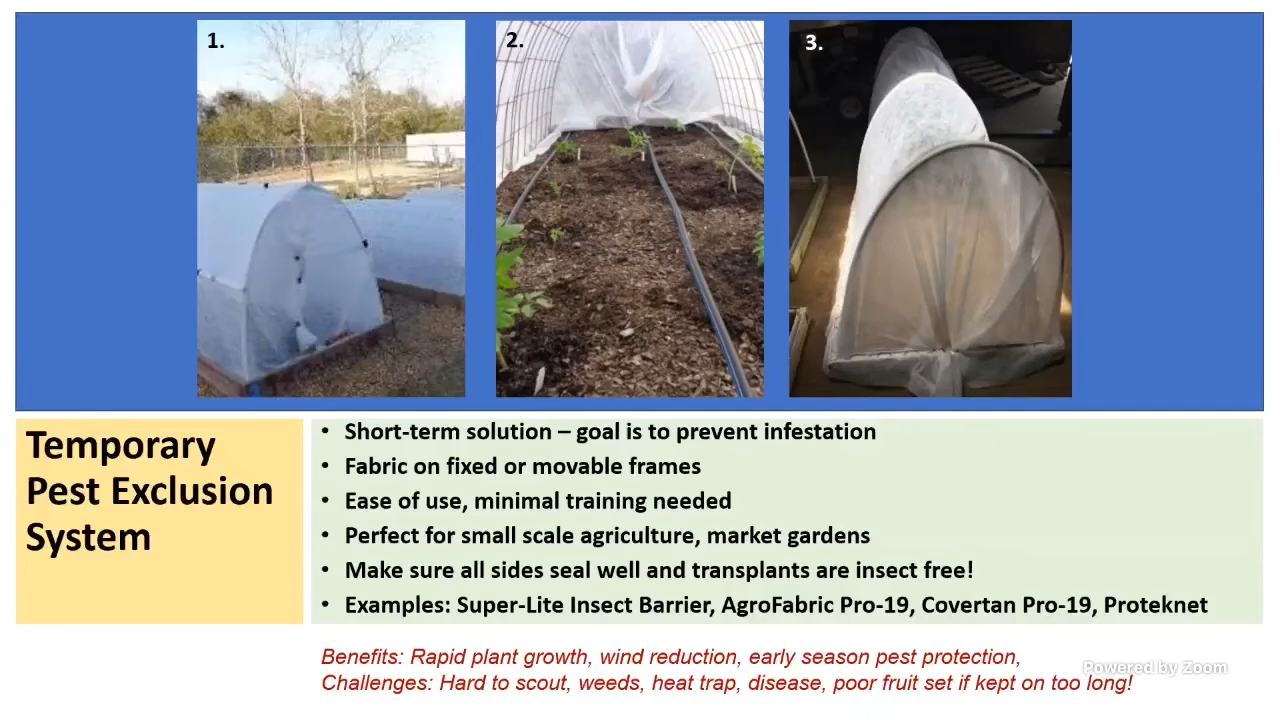 1.
2.
3.
Temporary
Pest Exclusion
System
• Short-term solution – goal is to prevent infestation
• Fabric on fixed or movable frames
• Ease of use, minimal training needed
• Perfect for small scale agriculture, market gardens
• Make sure all sides seal well and transplants are insect free!
• Examples: Super-Lite Insect Barrier, AgroFabric Pro-19, Covertan Pro-19, Proteknet
Benefits: Rapid plant growth, wind reduction, early season pest protection,
Challenges: Hard to scout, weeds, heat trap, disease, poor fruit set if kept on too long!
Powered by Zoom